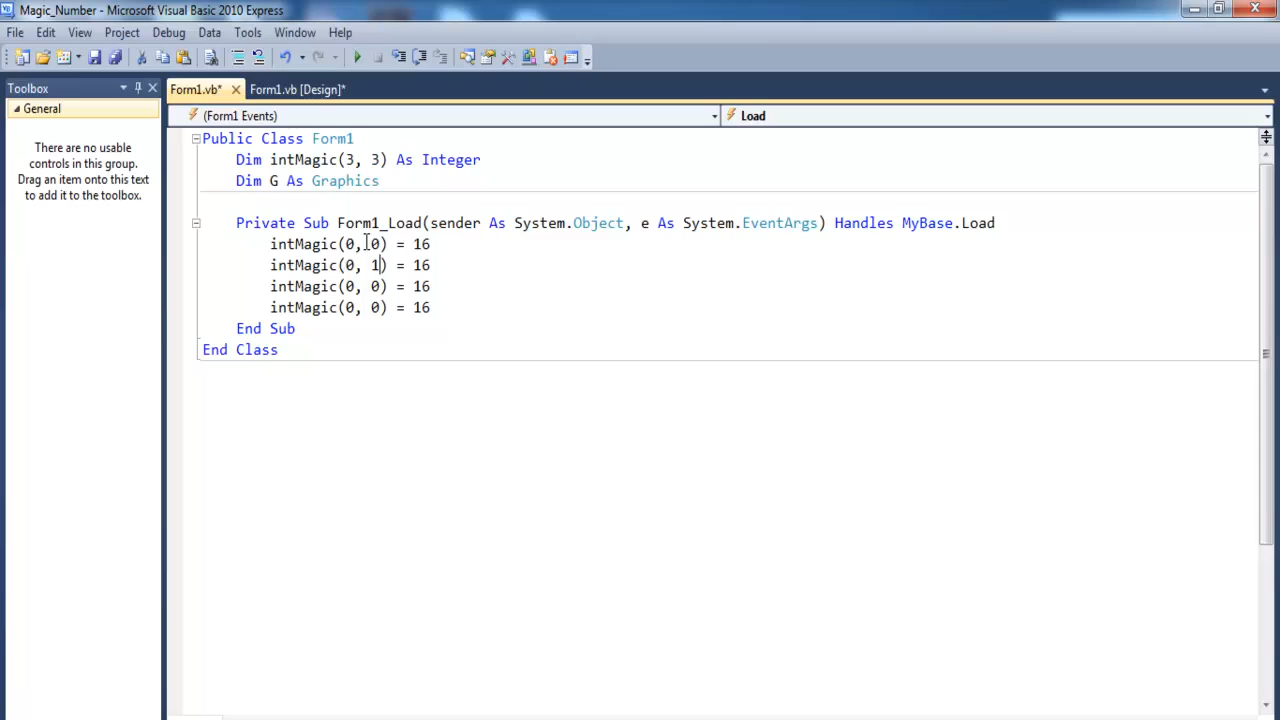 Magic_Number - Microsoft Visual Basic 2010 Express
File Edit View Project Debug Data Tools Window Help
Toolbox
General
There are no usable
controls in this group.
Drag an item onto this text
to add it to the toolbox.
Form1.vb* Form1.vb [Design]*
(Form1 Events) Load
Public Class Form1
Dim intMagic(3, 3) As Integer
Dim G As Graphics
Private Sub Form1_Load(sender As System.Object, e As System.EventArgs) Handles MyBase.Load
intMagic(0, 0) = 16
intMagic(0, 1) = 16
intMagic(0, 0) = 16
intMagic(0, 0) = 16
End Sub
End Class